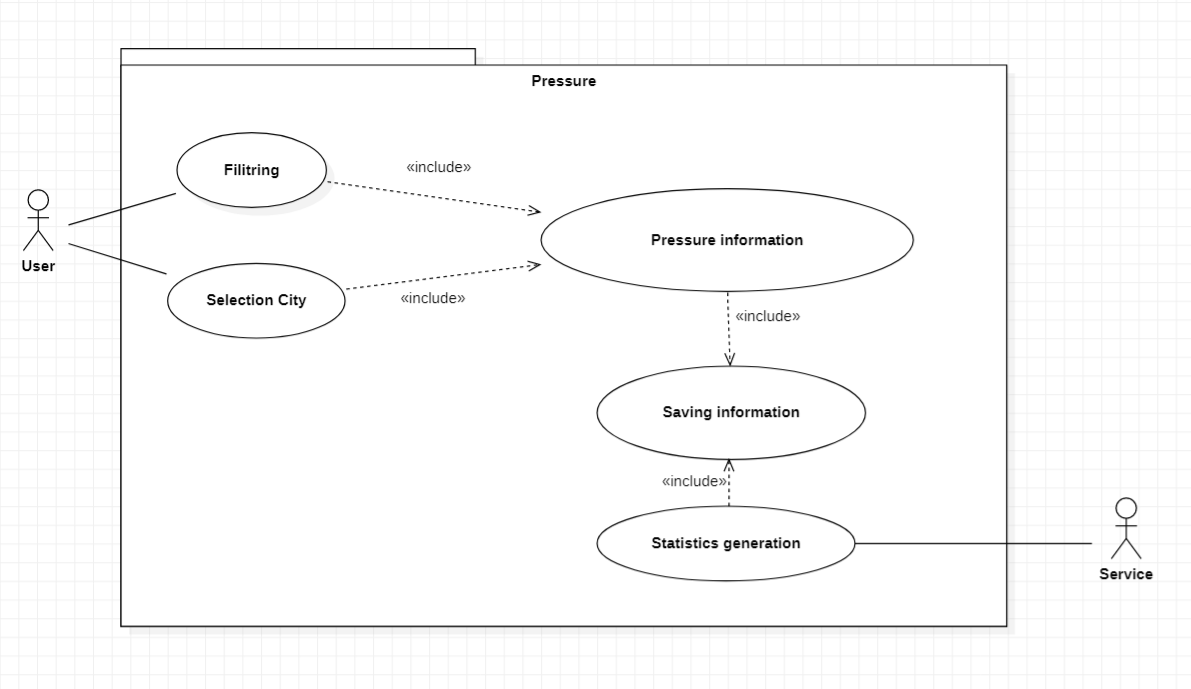 Pressure
Filitring
«include»
User
Pressure information
Selection City
«include»
«include»
Saving information
«include»
Statistics generation
Service